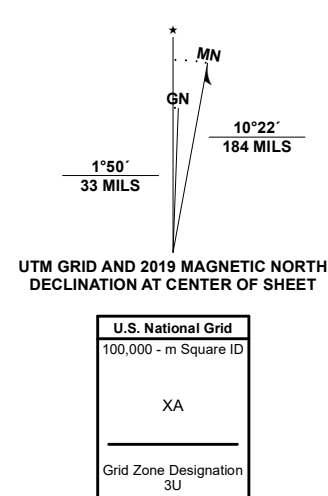 ★
MN
GN
10°22´
184 MILS
1°50´
33 MILS
UTM GRID AND 2019 MAGNETIC NORTH
DECLINATION AT CENTER OF SHEET
U.S. National Grid
100,000 - m Square ID
XA
Grid Zone Designation
3U